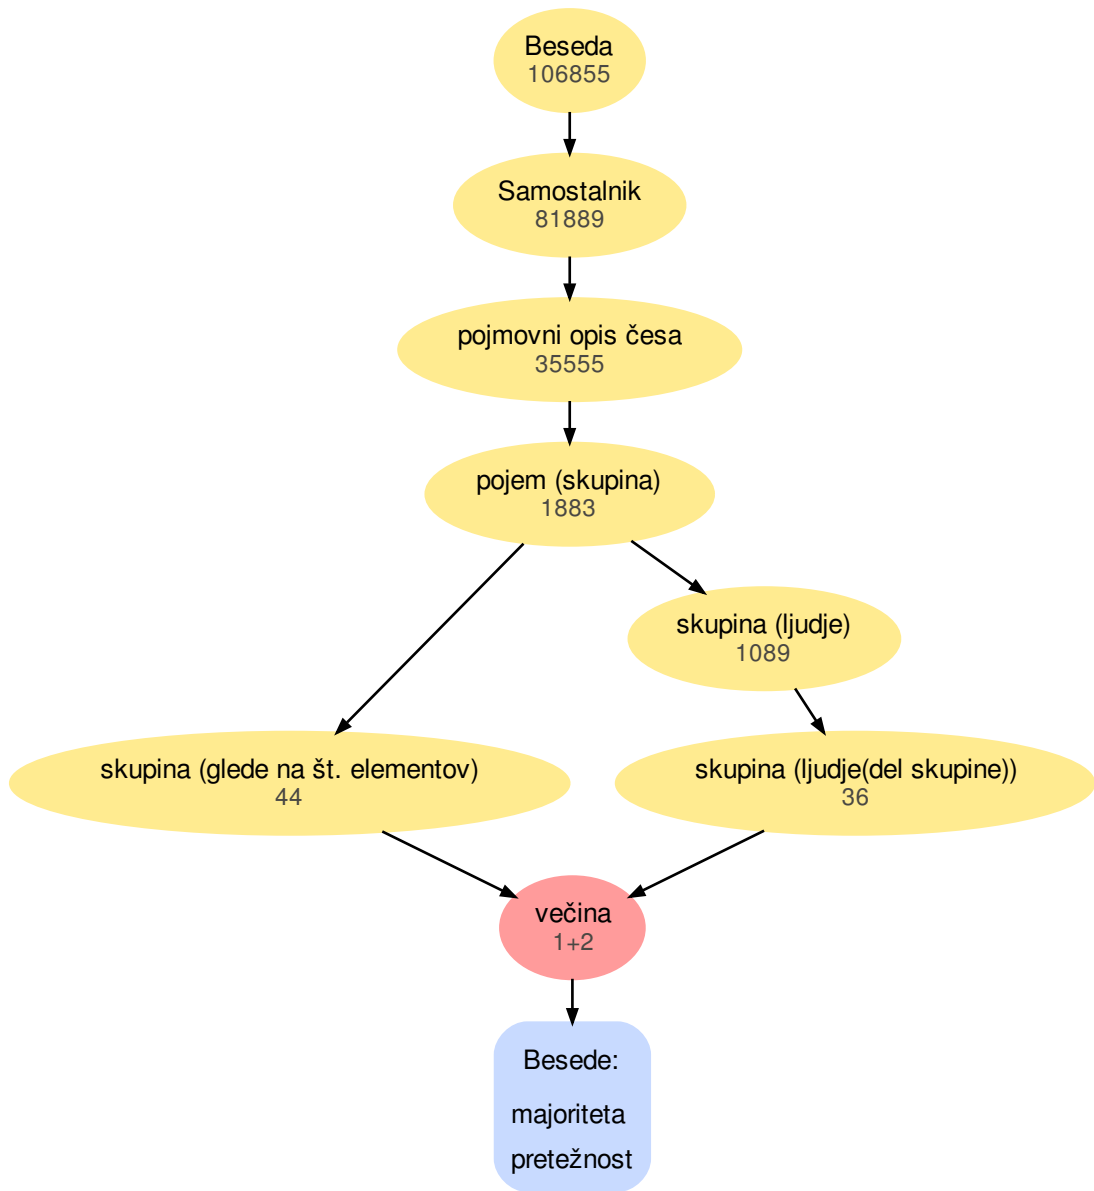 Beseda
106855
Samostalnik
81889
pojmovni opis česa
35555
pojem (skupina)
1883
skupina (ljudje)
1089
skupina (glede na št. elementov)
44
skupina (ljudje(del skupine))
36
večina
1+2
Besede:
majoriteta
pretežnost